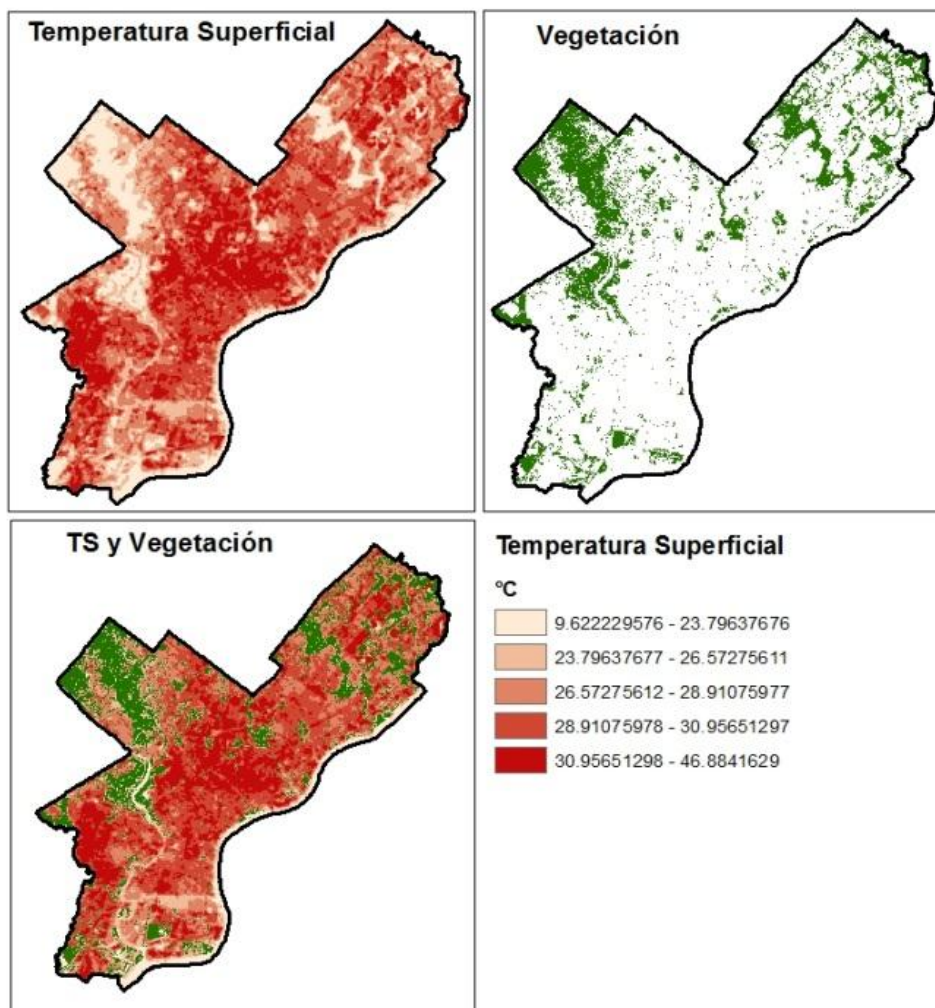 Temperatura Superficial
Vegetación
TS y Vegetación
Temperatura Superficial
ºC
9.622229576 - 23.79637676
23.79637677 - 26.57275611
26.57275612 - 28.91075977
28.91075978 - 30.95651297
30.95651298 - 46.8841629